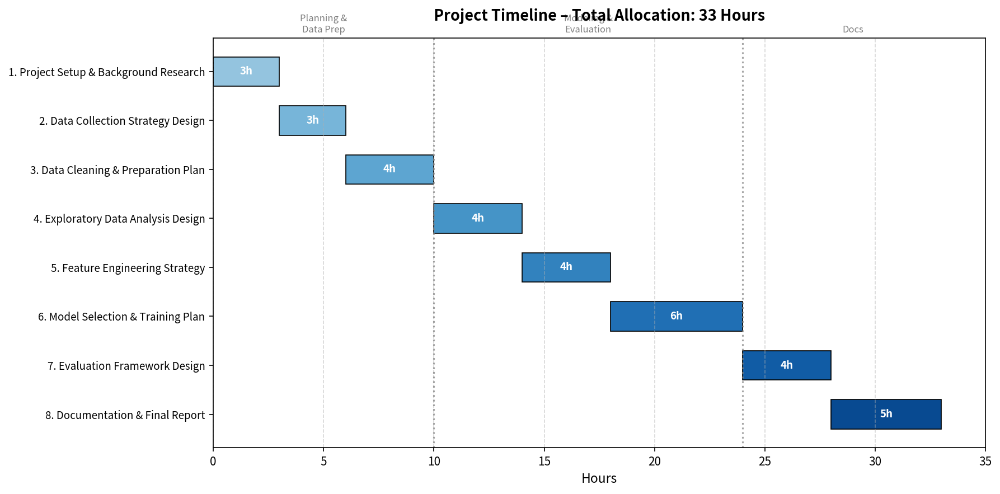 Project Timeline – Total Allocation: 33 Hours
Planning &
Data Prep
Modeling &
Evaluation
Docs
1. Project Setup & Background Research
3h
2. Data Collection Strategy Design
3h
3. Data Cleaning & Preparation Plan
4h
4. Exploratory Data Analysis Design
4h
5. Feature Engineering Strategy
4h
6. Model Selection & Training Plan
6h
7. Evaluation Framework Design
4h
8. Documentation & Final Report
5h
0 5 10 15 20 25 30 35
Hours